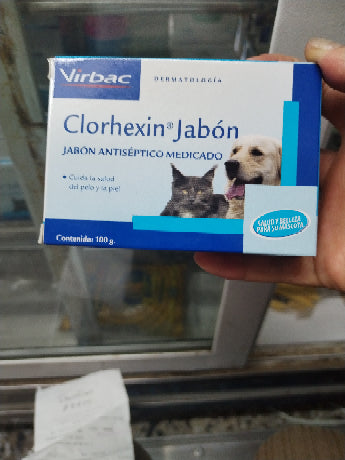 Virbac
DERMATOLOGÍA
Clorhexin® Jabón
JABÓN ANTISÉPTICO MEDICADO
• Cuida la salud
del pelo y la piel
SALUD Y BELLEZA
PARA SU MASCOTA
Contenido: 100 g.